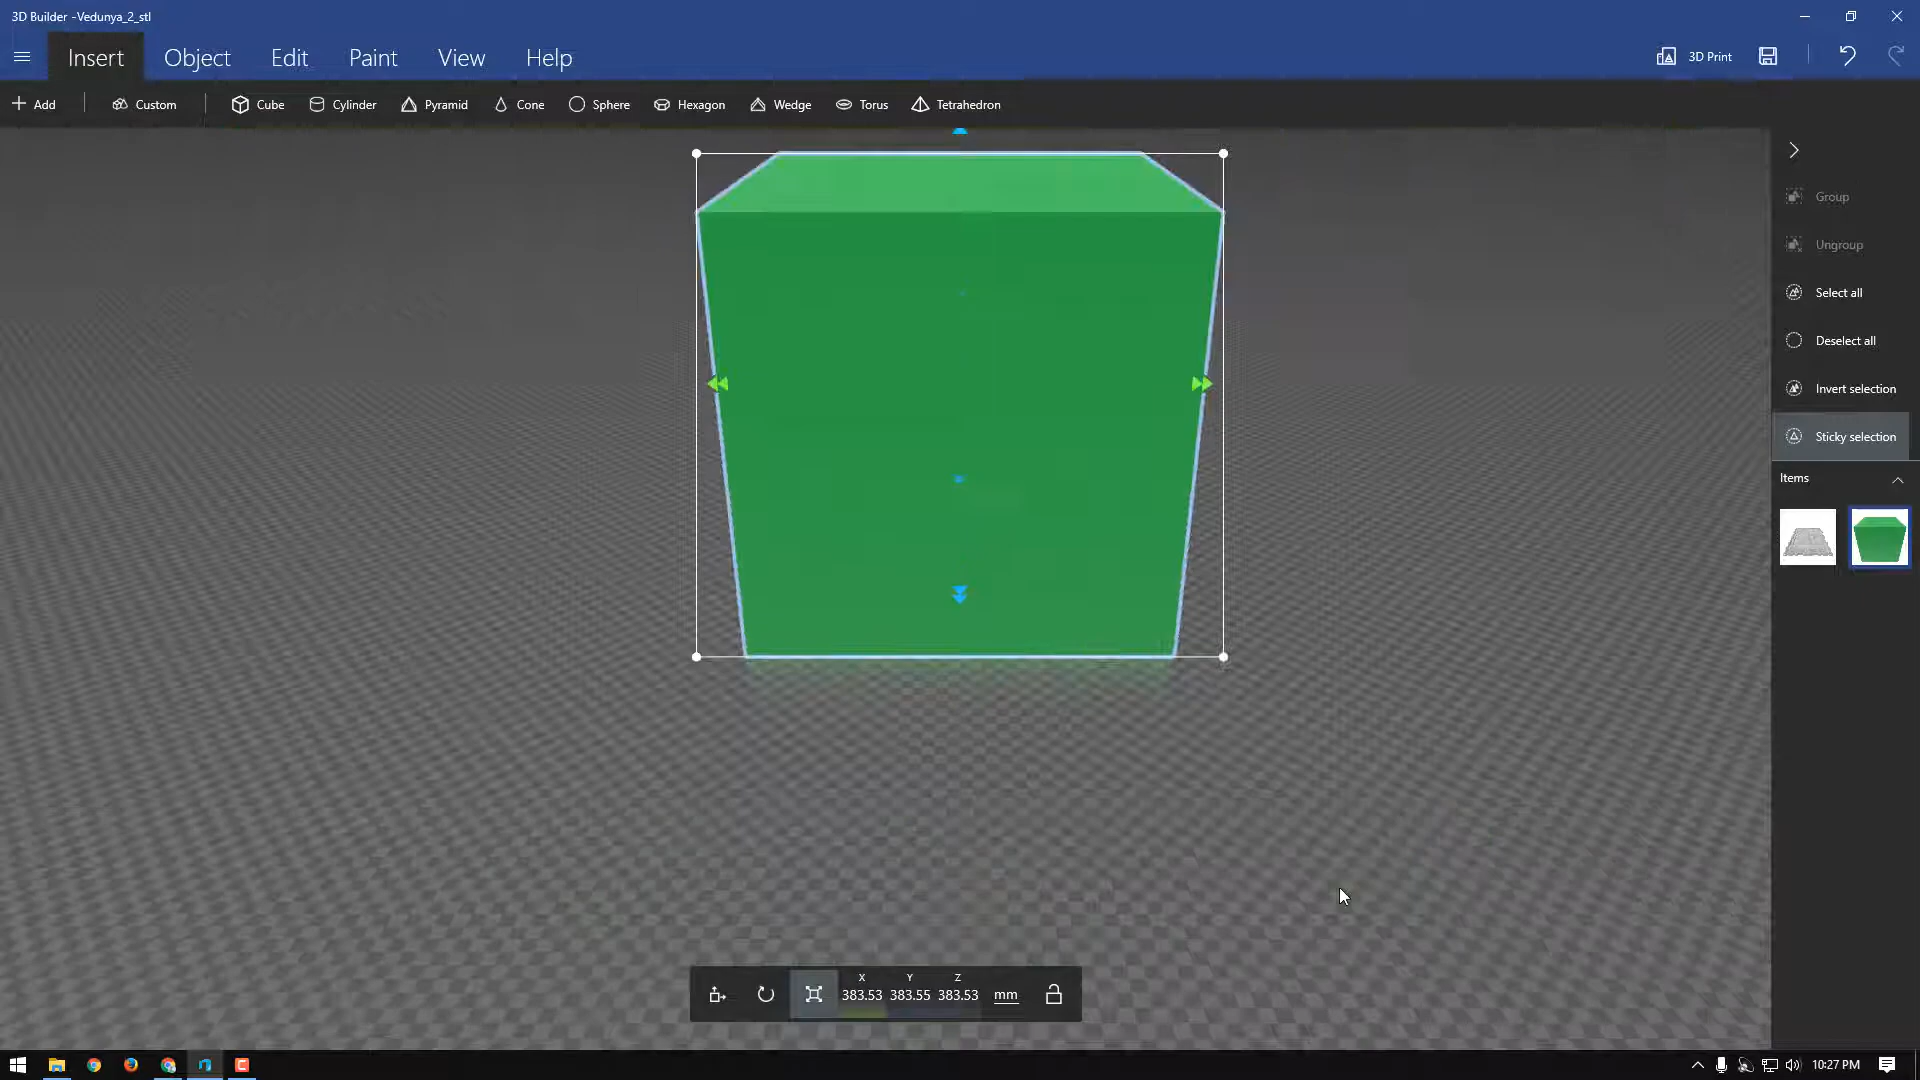 3D Builder -Vedunya_2_stl
Insert Object Edit Paint View Help
3D Print
Add Custom Cube Cylinder Pyramid Cone Sphere Hexagon Wedge Torus Tetrahedron
Group
Ungroup
Select all
Deselect all
Invert selection
Sticky selection
Items
X Y Z
383.53 383.55 383.53 mm
10:27 PM